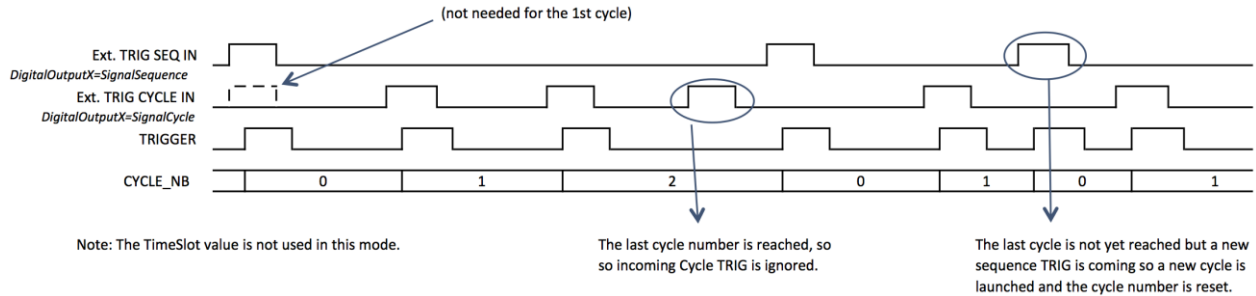 (not needed for the 1st cycle)
Ext. TRIG SEQ IN
DigitalOutputX=SignalSequence
Ext. TRIG CYCLE IN
DigitalOutputX=SignalCycle
TRIGGER
CYCLE_NB
0
1
2
0
1
0
1
Note: The TimeSlot value is not used in this mode.
The last cycle number is reached, so
so incoming Cycle TRIG is ignored.
The last cycle is not yet reached but a new
sequence TRIG is coming so a new cycle is
launched and the cycle number is reset.